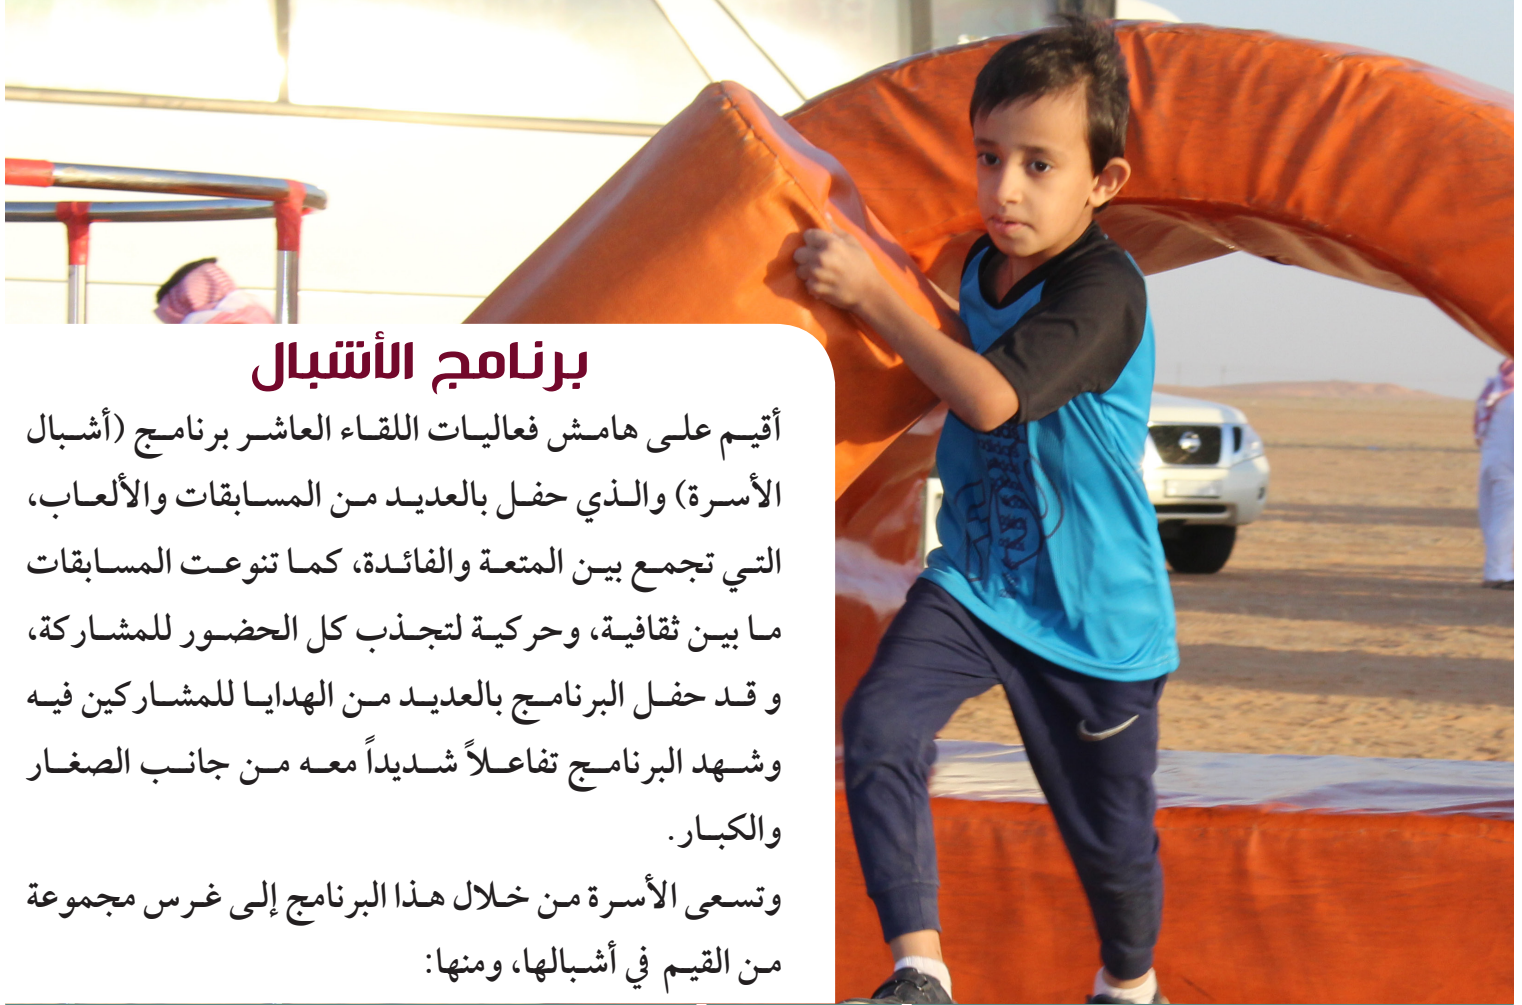 برنامج الأشبال
أقيم على هامش فعاليات اللقاء العاشر برنامج (أشبال
الأسرة) والذي حفل بالعديد من المسابقات والألعاب،
التي تجمع بين المتعة والفائدة، كما تنوعت المسابقات
ما بين ثقافية، وحركية لتجذب كل الحضور للمشاركة،
و قد حفل البرنامج بالعديد من الهدايا للمشاركين فيه
وشهد البرنامج تفاعلاً شديداً معه من جانب الصغار
والكبار.
وتسعى الأسرة من خلال هذا البرنامج إلى غرس مجموعة
من القيم في أشبالها، ومنها: